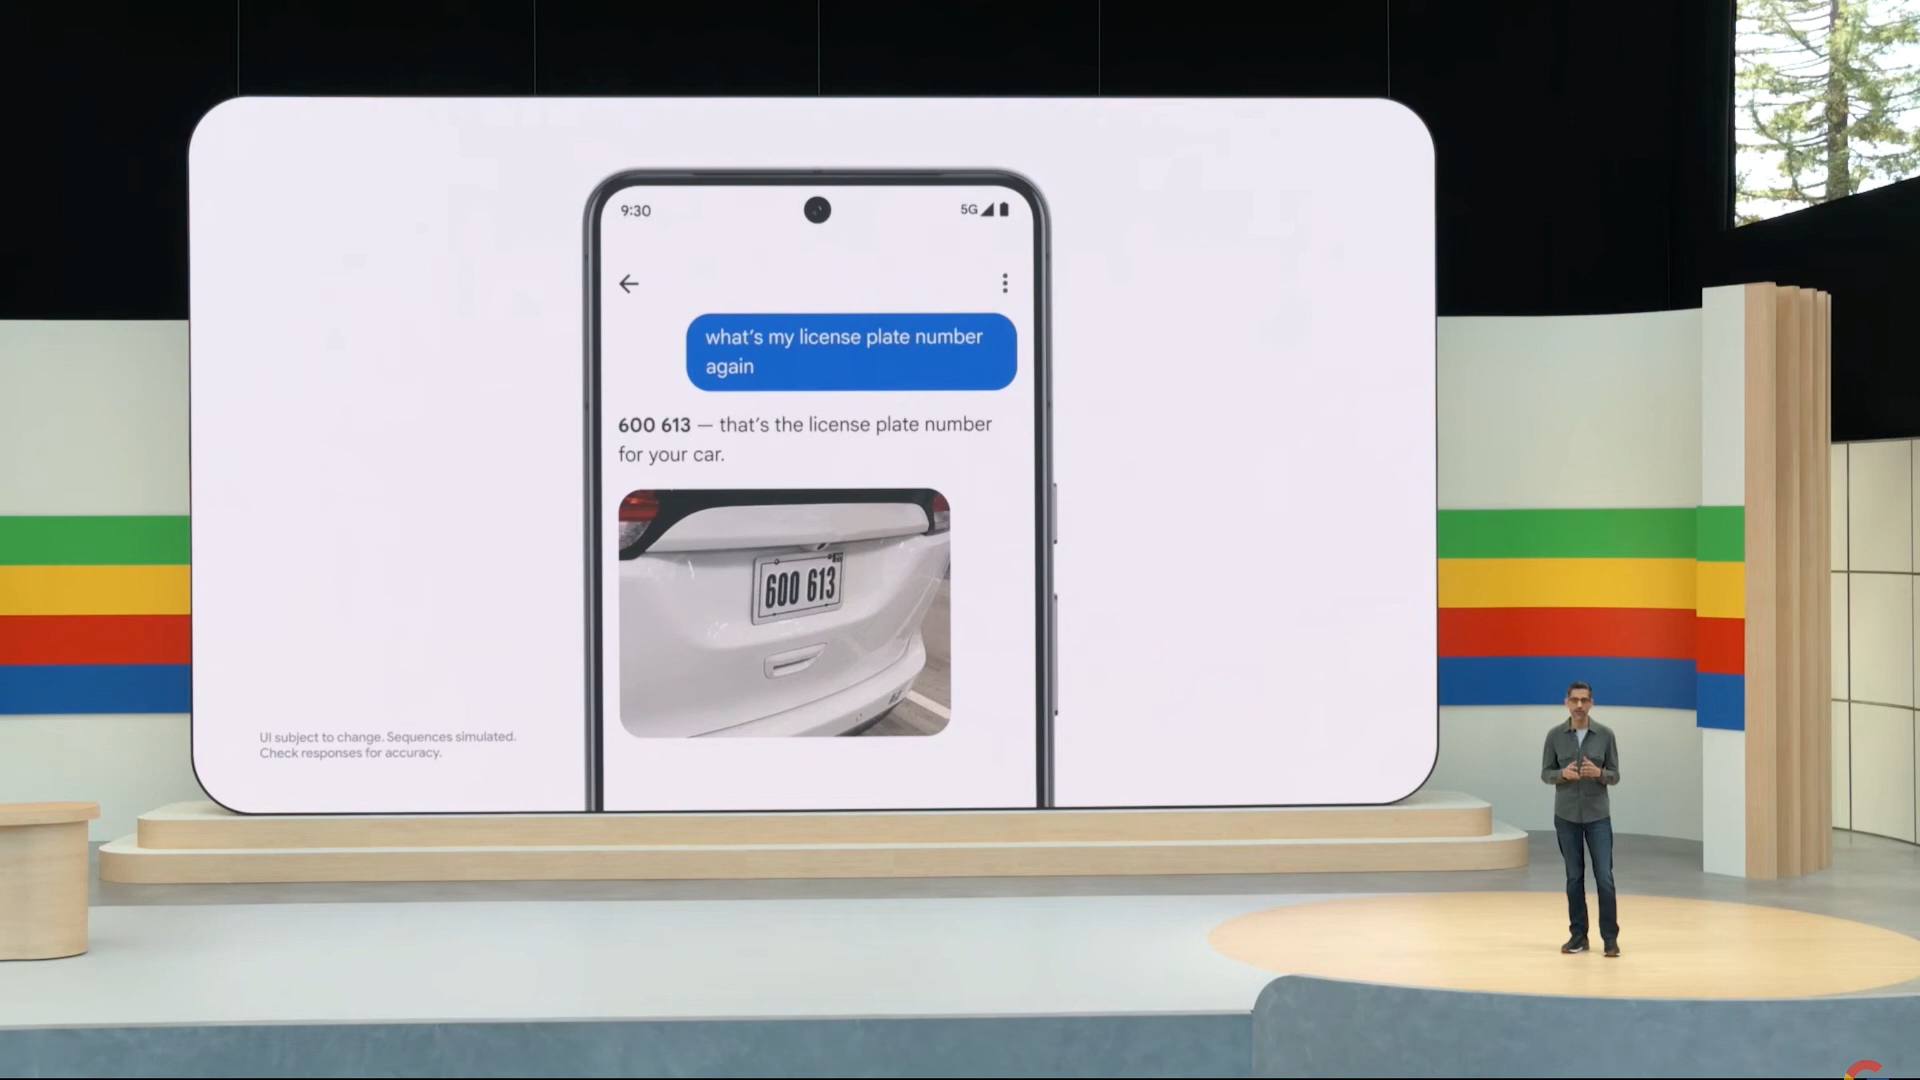 9:30
5G
what's my license plate number
again
600 613 — that's the license plate number
for your car.
600 613
UI subject to change. Sequences simulated.
Check responses for accuracy.